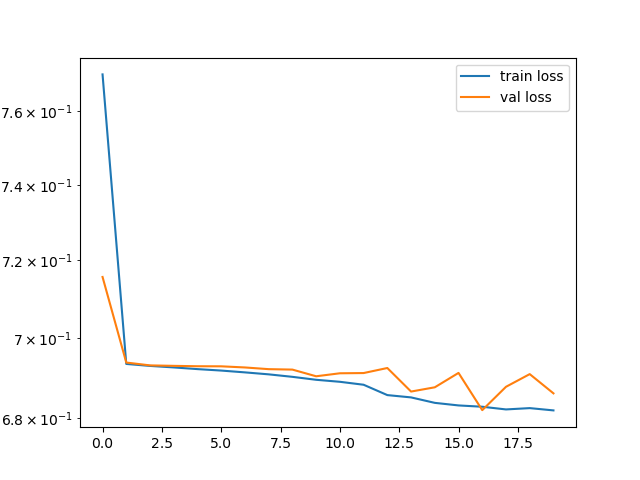 train loss
val loss
7.6 × 10⁻¹
7.4 × 10⁻¹
7.2 × 10⁻¹
7 × 10⁻¹
6.8 × 10⁻¹
0.0 2.5 5.0 7.5 10.0 12.5 15.0 17.5